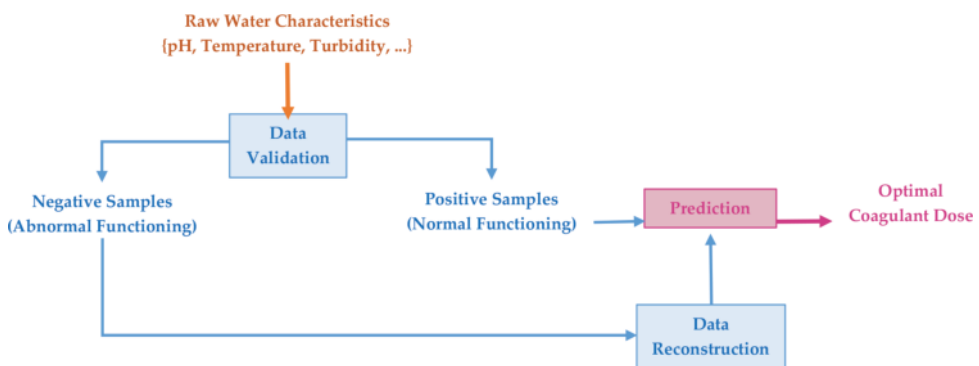 Raw Water Characteristics
{pH, Temperature, Turbidity, ...}
Data
Validation
Negative Samples
(Abnormal Functioning)
Positive Samples
(Normal Functioning)
Prediction
Optimal
Coagulant Dose
Data
Reconstruction